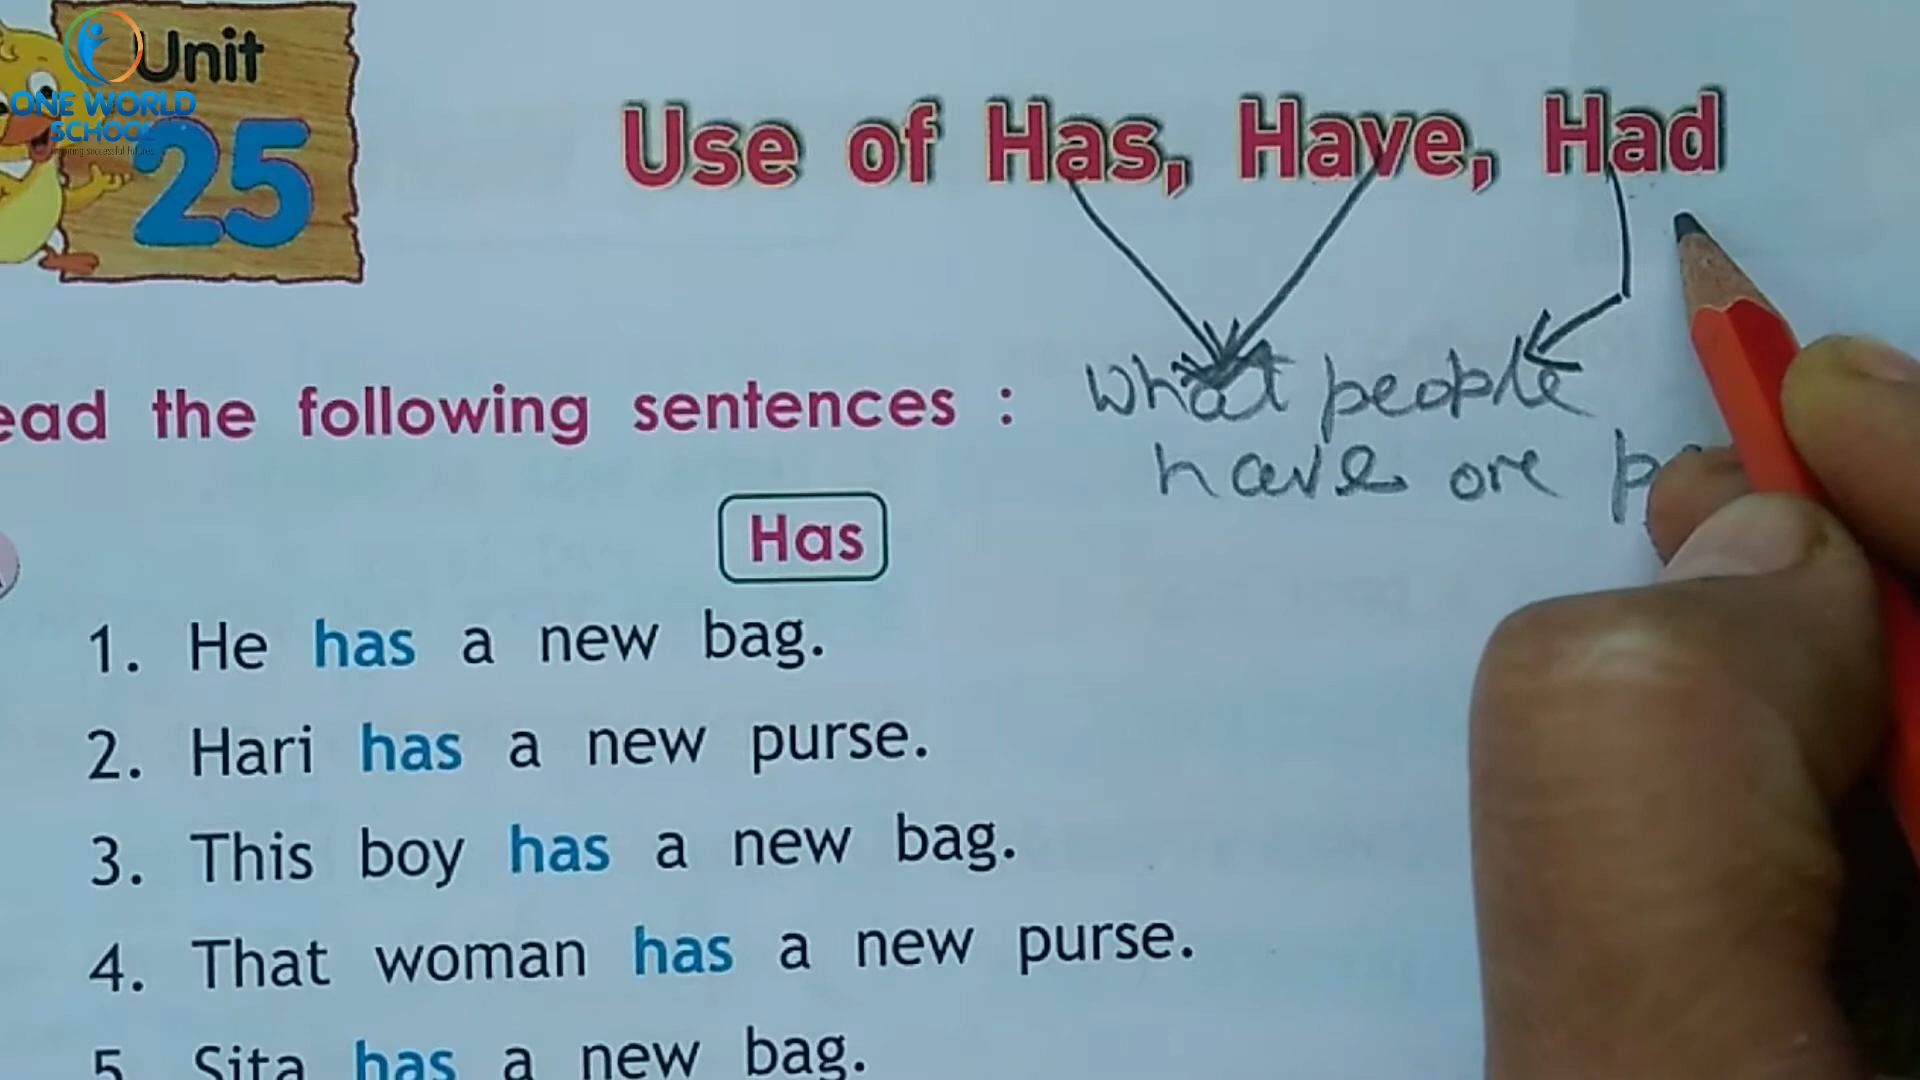 Unit
25
ONE WORLD
SCHOOL
Use of Has, Have, Had
ead the following sentences :
what people
have ore
Has
1. He has a new bag.
2. Hari has a new purse.
3. This boy has a new bag.
4. That woman has a new purse.
5. Sita has a new bag.